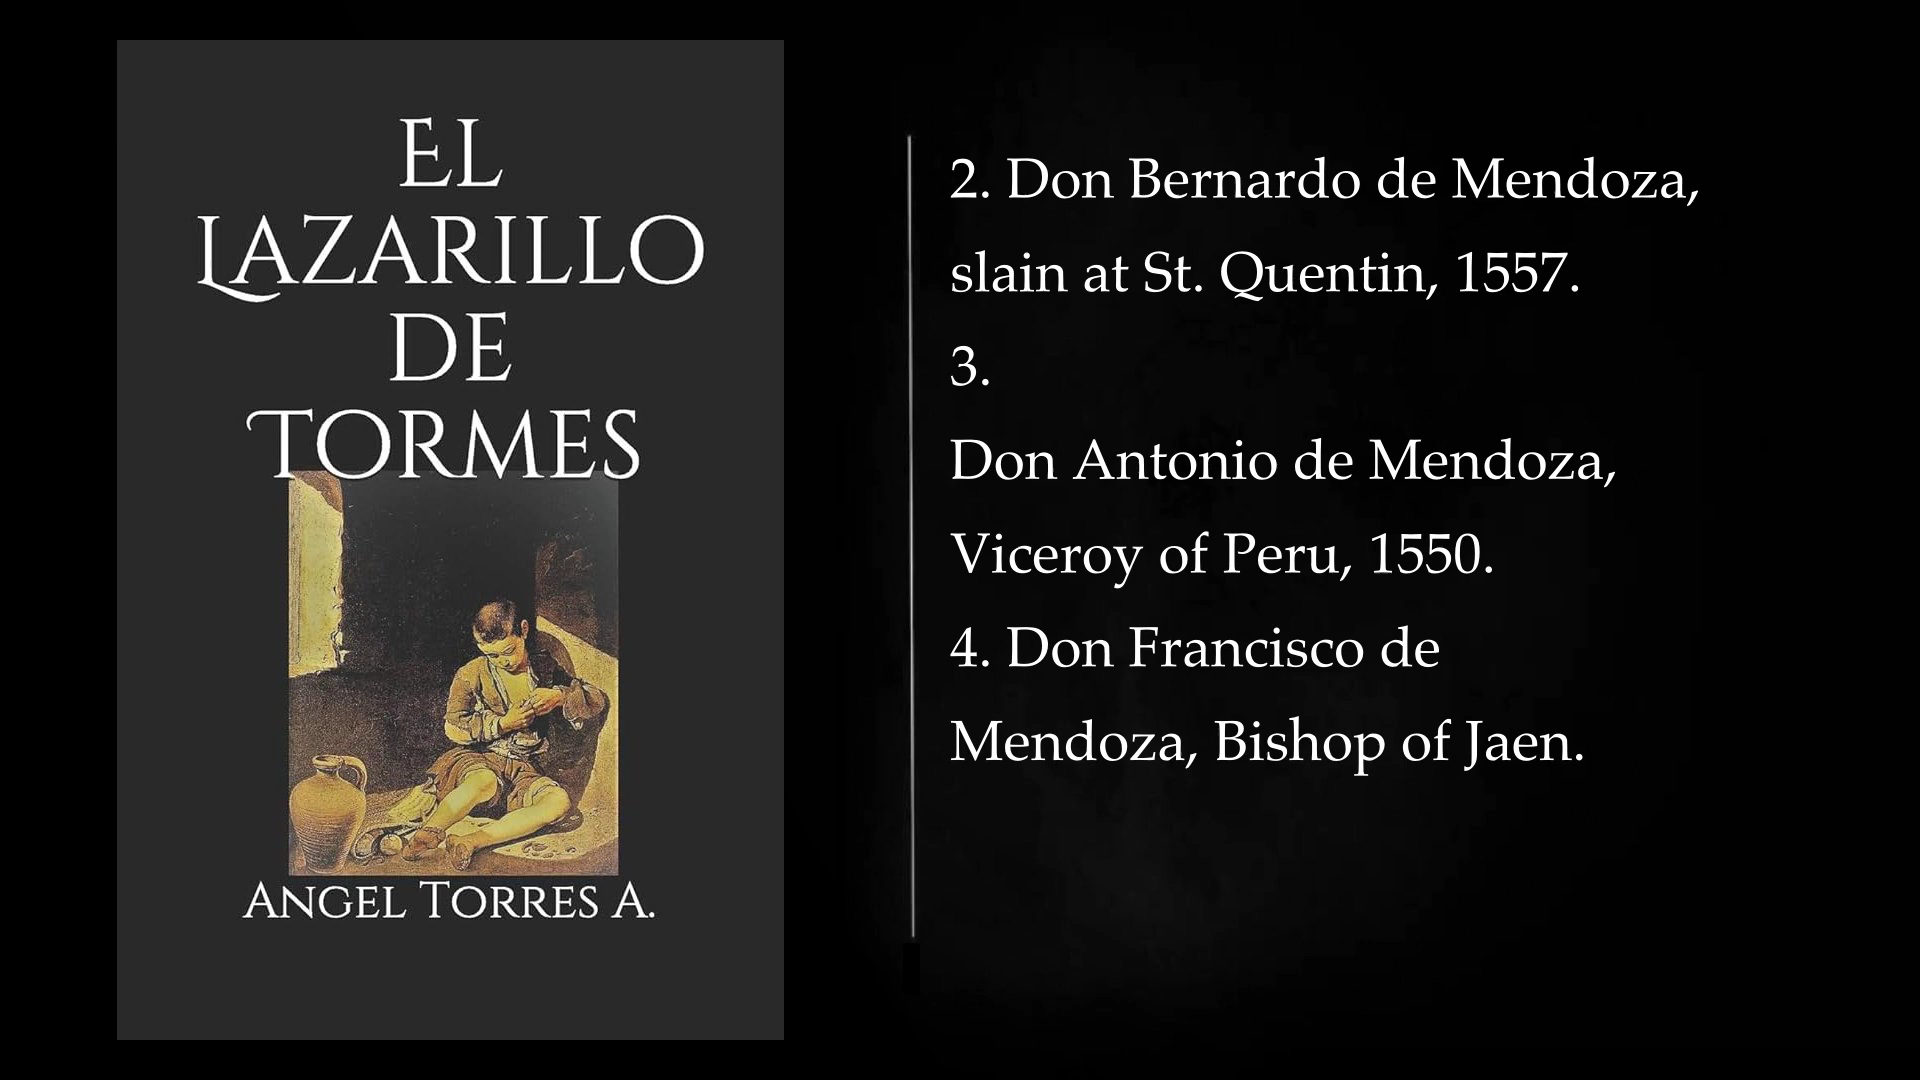 El
Lazarillo
de
Tormes
Angel Torres A.
2. Don Bernardo de Mendoza,
slain at St. Quentin, 1557.
3.
Don Antonio de Mendoza,
Viceroy of Peru, 1550.
4. Don Francisco de
Mendoza, Bishop of Jaen.